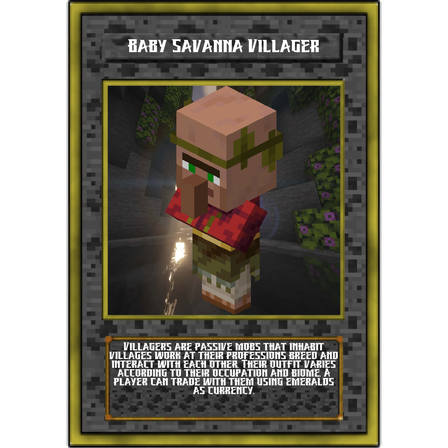 Baby Savanna Villager
Villagers are passive mobs that inhabit
villages work at their professions breed and
interact with each other their outfit varies
according to their occupation and biome. A
player can trade with them using emeralds
as currency.